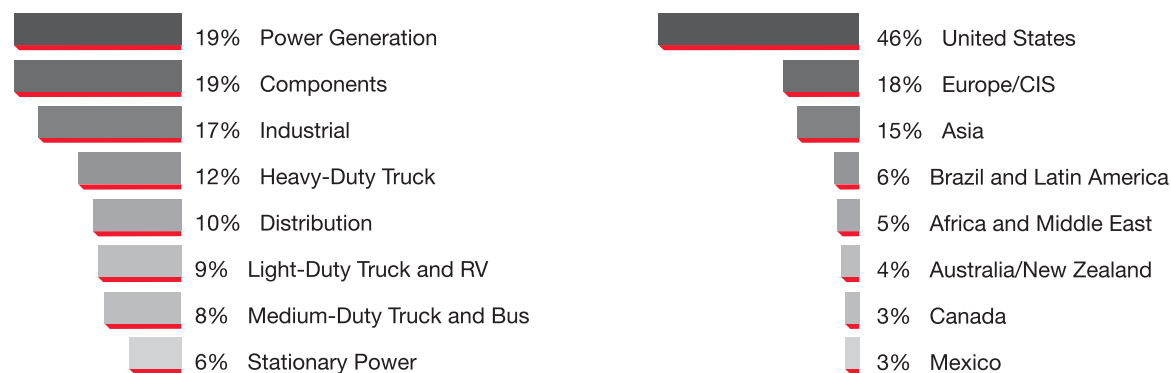 19% Power Generation
19% Components
17% Industrial
12% Heavy-Duty Truck
10% Distribution
9% Light-Duty Truck and RV
8% Medium-Duty Truck and Bus
6% Stationary Power
46% United States
18% Europe/CIS
15% Asia
6% Brazil and Latin America
5% Africa and Middle East
4% Australia/New Zealand
3% Canada
3% Mexico